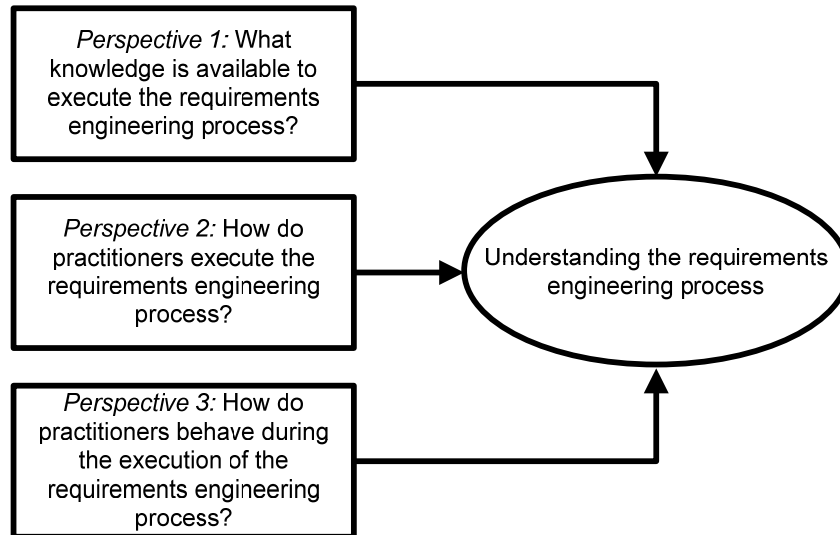 Perspective 1: What
knowledge is available to
execute the requirements
engineering process?
Perspective 2: How do
practitioners execute the
requirements engineering
process?
Understanding the requirements
engineering process
Perspective 3: How do
practitioners behave during
the execution of the
requirements engineering
process?